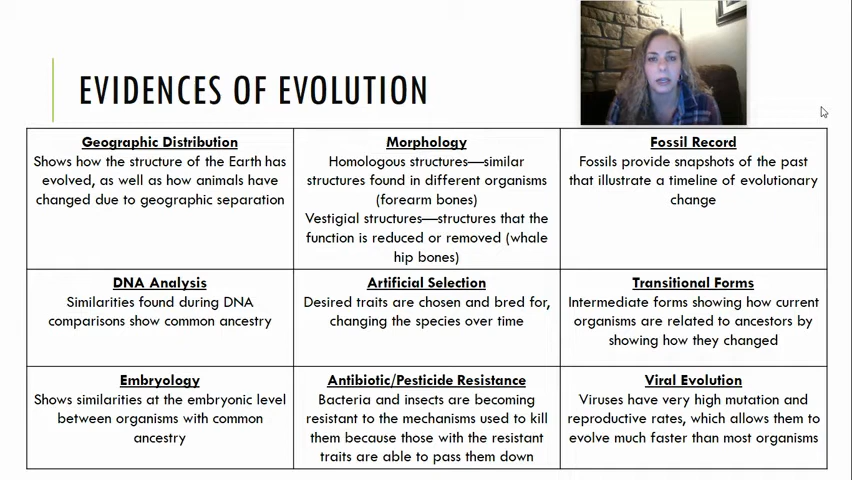 EVIDENCES OF EVOLUTION
Geographic Distribution
Shows how the structure of the Earth has
evolved, as well as how animals have
changed due to geographic separation
Morphology
Homologous structures—similar
structures found in different organisms
(forearm bones)
Vestigial structures—structures that the
function is reduced or removed (whale
hip bones)
Fossil Record
Fossils provide snapshots of the past
that illustrate a timeline of evolutionary
change
DNA Analysis
Similarities found during DNA
comparisons show common ancestry
Artificial Selection
Desired traits are chosen and bred for,
changing the species over time
Transitional Forms
Intermediate forms showing how current
organisms are related to ancestors by
showing how they changed
Embryology
Shows similarities at the embryonic level
between organisms with common
ancestry
Antibiotic/Pesticide Resistance
Bacteria and insects are becoming
resistant to the mechanisms used to kill
them because those with the resistant
traits are able to pass them down
Viral Evolution
Viruses have very high mutation and
reproductive rates, which allows them to
evolve much faster than most organisms